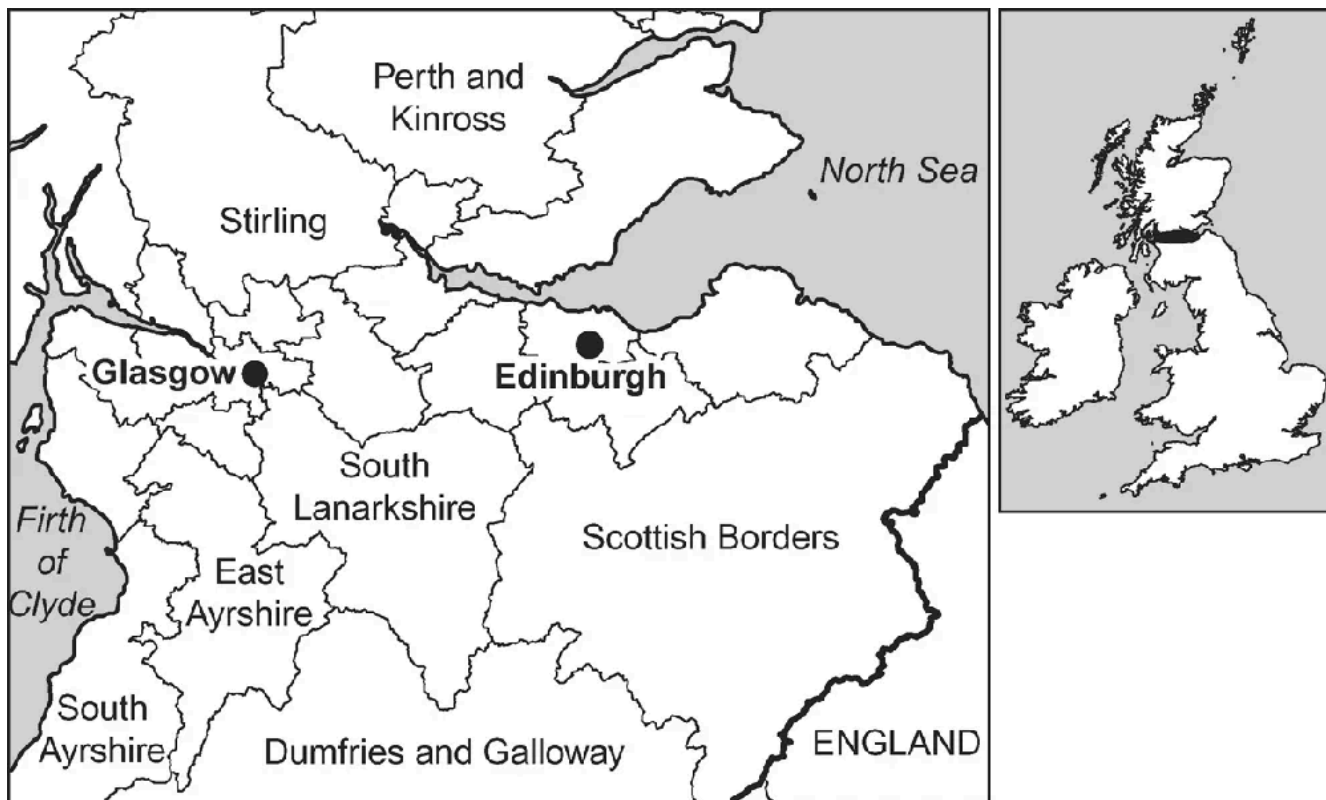 Perth and
Kinross
North Sea
Stirling
Glasgow
Edinburgh
South
Lanarkshire
Scottish Borders
Firth
of
Clyde
East
Ayrshire
South
Ayrshire
Dumfries and Galloway
ENGLAND